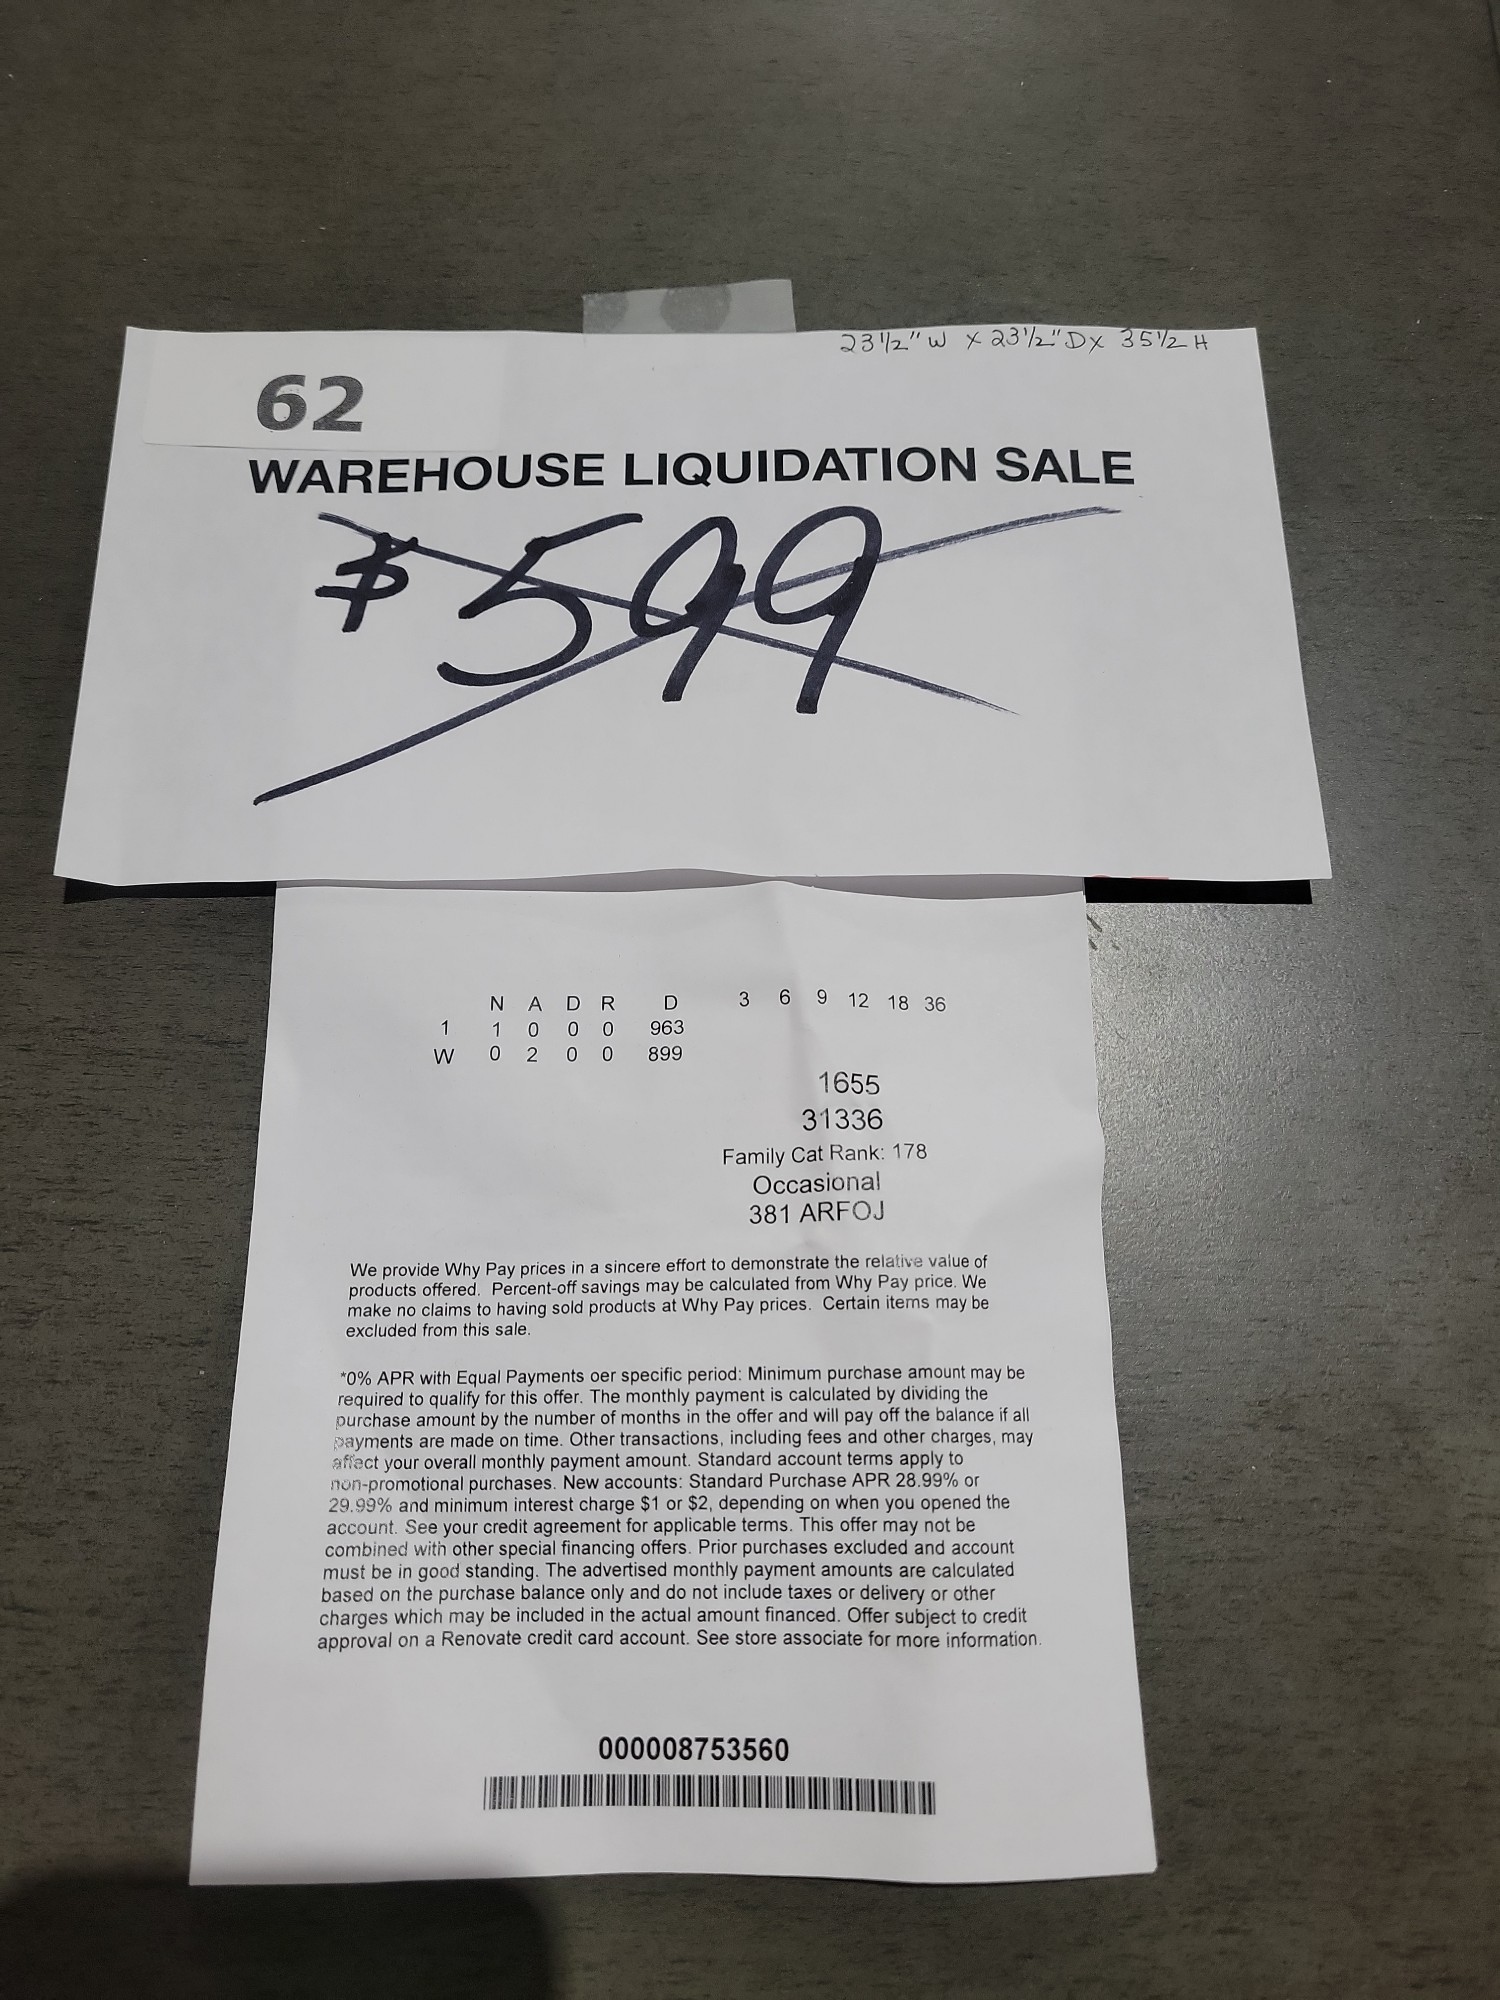 23 1/2" W x 23 1/2" D x 35 1/2 H
62
WAREHOUSE LIQUIDATION SALE
$599
N A D R D 3 6 9 12 18 36
1 1 0 0 0 963
W 0 2 0 0 899
1655
31336
Family Cat Rank: 178
Occasional
381 ARFOJ
We provide Why Pay prices in a sincere effort to demonstrate the relative value of
products offered. Percent-off savings may be calculated from Why Pay price. We
make no claims to having sold products at Why Pay prices. Certain items may be
excluded from this sale.
*0% APR with Equal Payments oer specific period: Minimum purchase amount may be
required to qualify for this offer. The monthly payment is calculated by dividing the
purchase amount by the number of months in the offer and will pay off the balance if all
payments are made on time. Other transactions, including fees and other charges, may
affect your overall monthly payment amount. Standard account terms apply to
non-promotional purchases. New accounts: Standard Purchase APR 28.99% or
29.99% and minimum interest charge $1 or $2, depending on when you opened the
account. See your credit agreement for applicable terms. This offer may not be
combined with other special financing offers. Prior purchases excluded and account
must be in good standing. The advertised monthly payment amounts are calculated
based on the purchase balance only and do not include taxes or delivery or other
charges which may be included in the actual amount financed. Offer subject to credit
approval on a Renovate credit card account. See store associate for more information.
000008753560